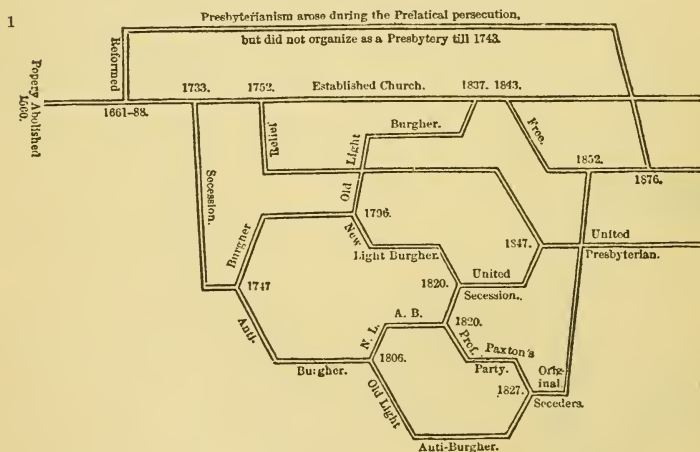 1
Presbyterianism arose during the Prelatical persecution,
but did not organize as a Presbytery till 1743.
Reformed
Popery Abolished
1560.
1661-88.
1733.
1752.
Established Church.
1837.
1843.
Relief
Secession.
Burgher.
Light
Old
Free.
1852.
1876.
1796.
New
Light Burgher.
Burgher
1747
Anti-
Burgher.
1847.
United
Presbyterian.
1820.
United
Secession.
A. B.
N. L.
1820.
Prof. Paxton's
Party.
1806.
Old Light
Anti-Burgher.
1827.
Orig-
inal
Seceders.